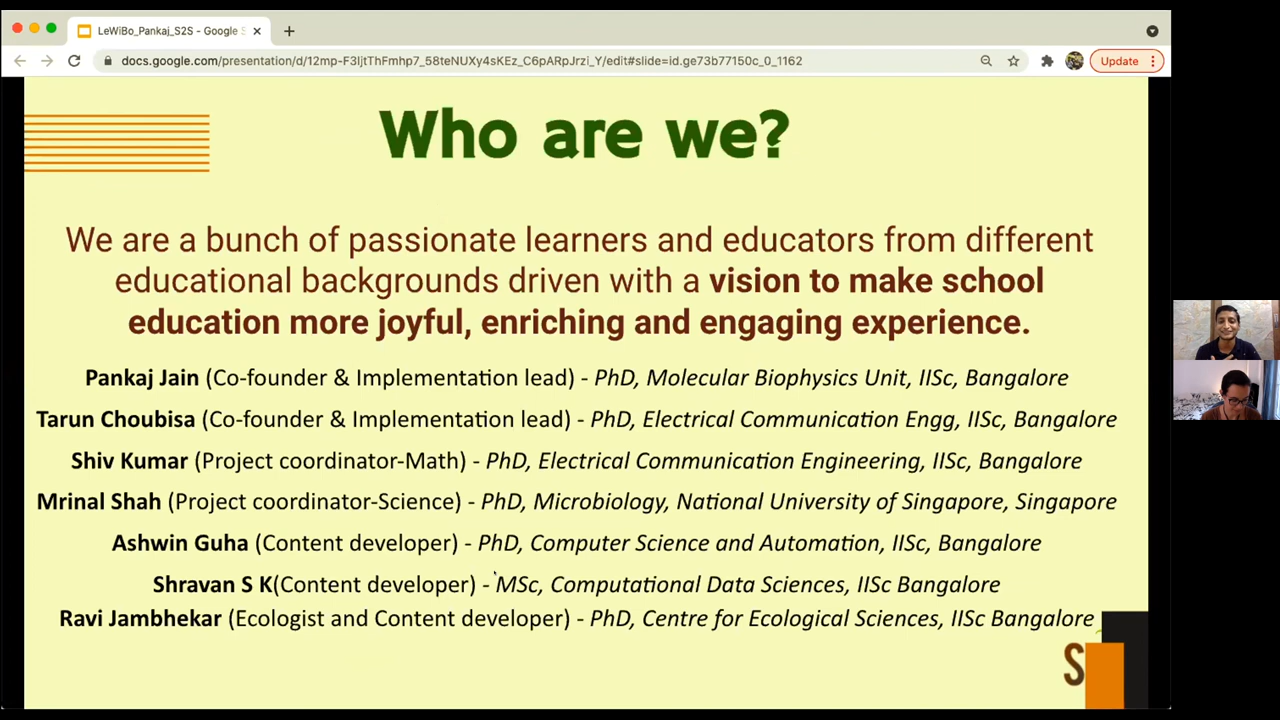 LeWiBo_Pankaj_S2S - Google S
docs.google.com/presentation/d/12mp-F3ljtThFmhp7_58teNUXy4sKEz_C6pARpJrzi_Y/edit#slide=id.ge73b77150c_0_1162
Update
Who are we?
We are a bunch of passionate learners and educators from different
educational backgrounds driven with a vision to make school
education more joyful, enriching and engaging experience.
Pankaj Jain (Co-founder & Implementation lead) - PhD, Molecular Biophysics Unit, IISc, Bangalore
Tarun Choubisa (Co-founder & Implementation lead) - PhD, Electrical Communication Engg, IISc, Bangalore
Shiv Kumar (Project coordinator-Math) - PhD, Electrical Communication Engineering, IISc, Bangalore
Mrinal Shah (Project coordinator-Science) - PhD, Microbiology, National University of Singapore, Singapore
Ashwin Guha (Content developer) - PhD, Computer Science and Automation, IISc, Bangalore
Shravan S K(Content developer) - MSc, Computational Data Sciences, IISc Bangalore
Ravi Jambhekar (Ecologist and Content developer) - PhD, Centre for Ecological Sciences, IISc Bangalore
S